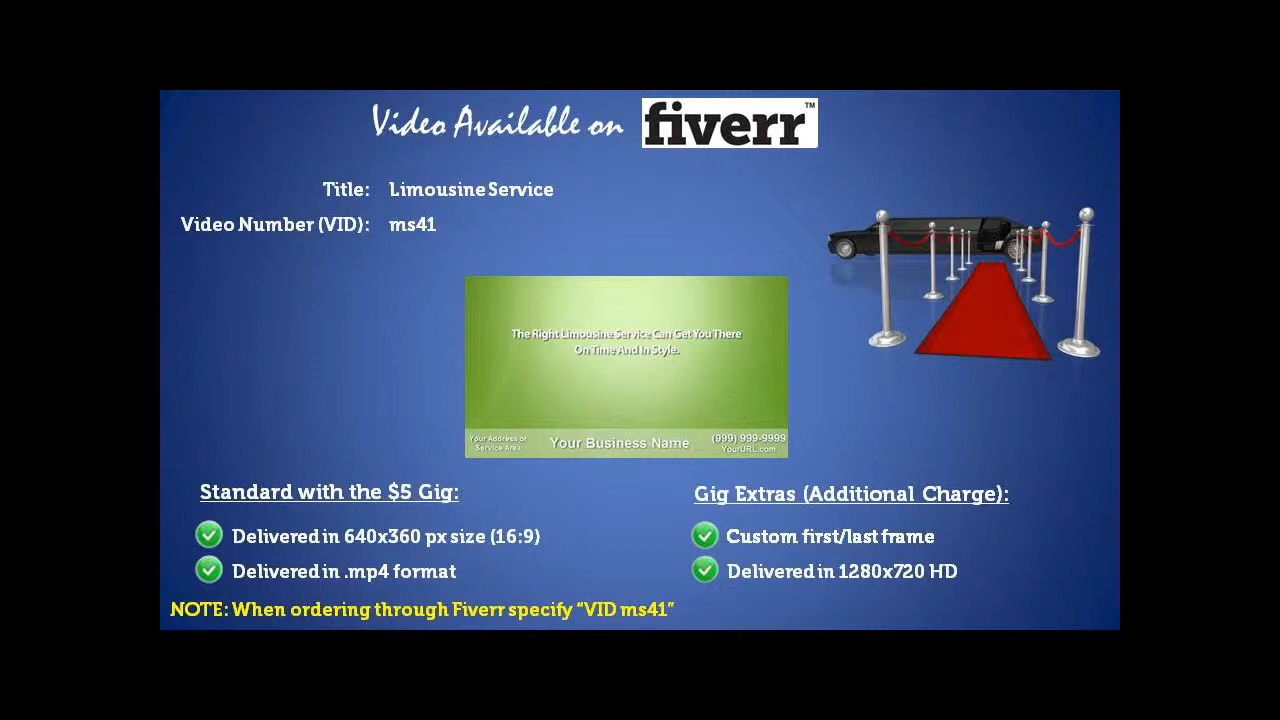 Video Available on fiverr™
Title: Limousine Service
Video Number (VID): ms41
The Right Limousine Service Can Get You There
On Time And In Style.
Your Address or
Service Area
Your Business Name
(999) 999-9999
YourURL.com
Standard with the $5 Gig:
Delivered in 640x360 px size (16:9)
Delivered in .mp4 format
Gig Extras (Additional Charge):
Custom first/last frame
Delivered in 1280x720 HD
NOTE: When ordering through Fiverr specify “VID ms41”